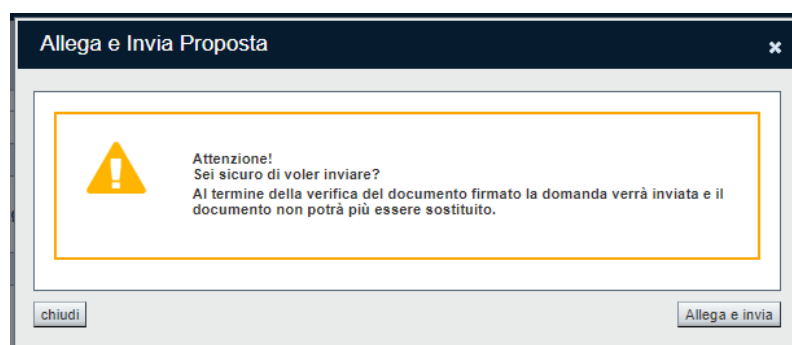 Allega e Invia Proposta
Attenzione!
Sei sicuro di voler inviare?
Al termine della verifica del documento firmato la domanda verrà inviata e il
documento non potrà più essere sostituito.
chiudi
Allega e invia